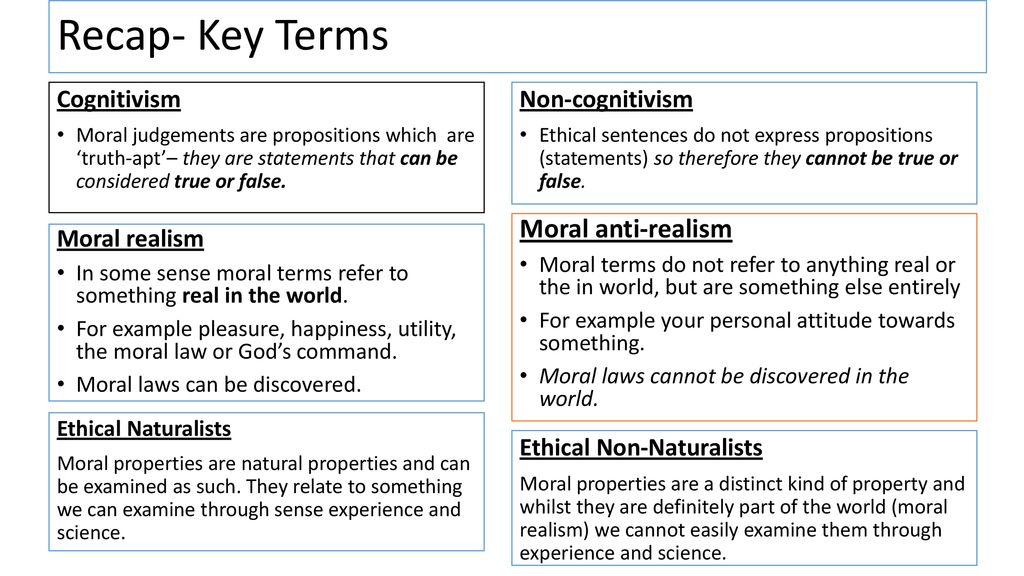 Recap- Key Terms
Cognitivism
• Moral judgements are propositions which  are
‘truth-apt’– they are statements that can be
considered true or false.
Moral realism
• In some sense moral terms refer to
something real in the world.
• For example pleasure, happiness, utility,
the moral law or God’s command.
• Moral laws can be discovered.
Ethical Naturalists
Moral properties are natural properties and can
be examined as such. They relate to something
we can examine through sense experience and
science.
Non-cognitivism
• Ethical sentences do not express propositions
(statements) so therefore they cannot be true or
false.
Moral anti-realism
• Moral terms do not refer to anything real or
the in world, but are something else entirely
• For example your personal attitude towards
something.
• Moral laws cannot be discovered in the
world.
Ethical Non-Naturalists
Moral properties are a distinct kind of property and
whilst they are definitely part of the world (moral
realism) we cannot easily examine them through
experience and science.